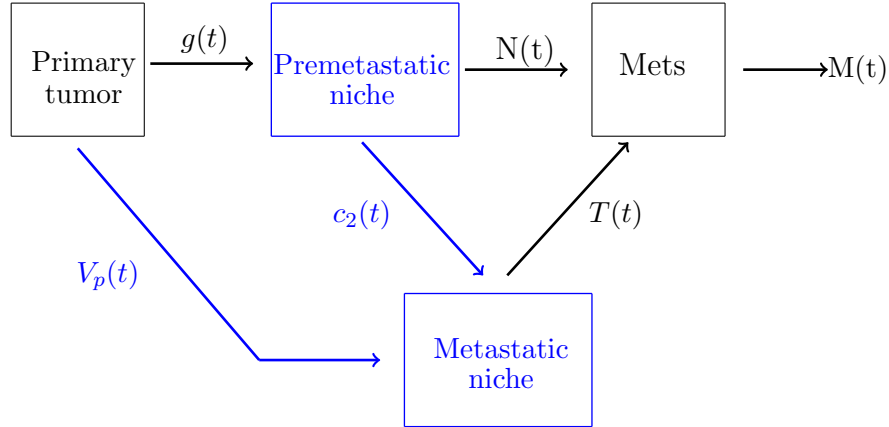 g(t)
Primary
tumor
Premetastatic
niche
N(t)
Mets
M(t)
c₂(t)
T(t)
Vₚ(t)
Metastatic
niche